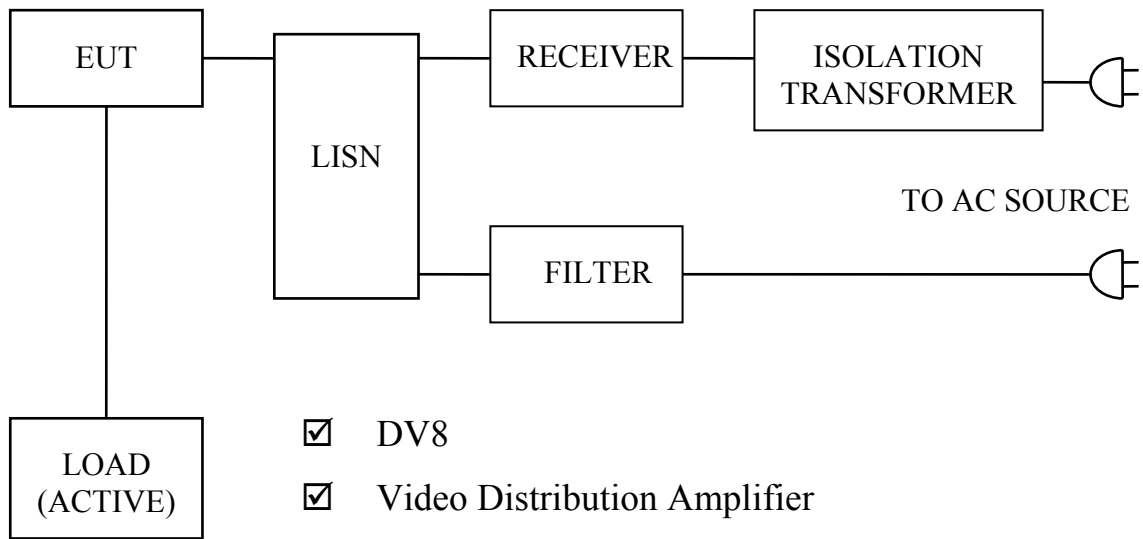 EUT
LISN
RECEIVER
ISOLATION
TRANSFORMER
TO AC SOURCE
FILTER
LOAD
(ACTIVE)
☑ DV8
☑ Video Distribution Amplifier